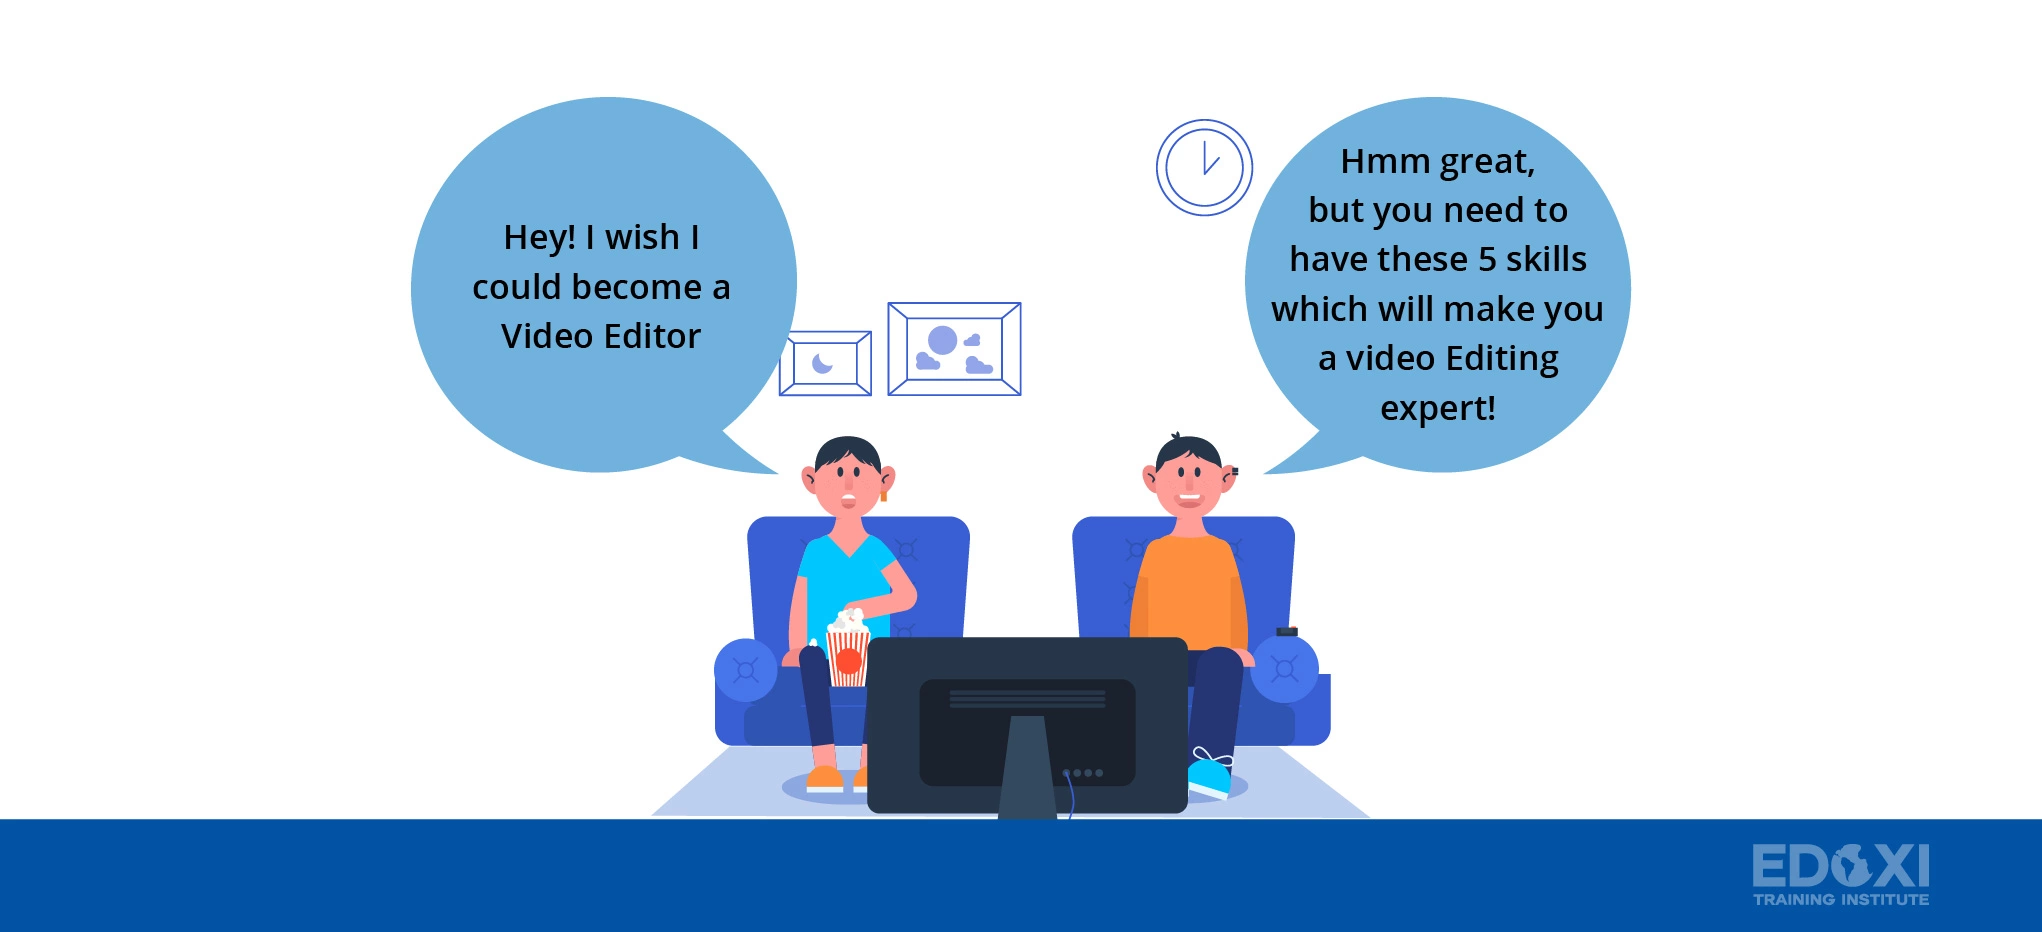 Hey! I wish I
could become a
Video Editor
Hmm great,
but you need to
have these 5 skills
which will make you
a video Editing
expert!
EDOXI
TRAINING INSTITUTE